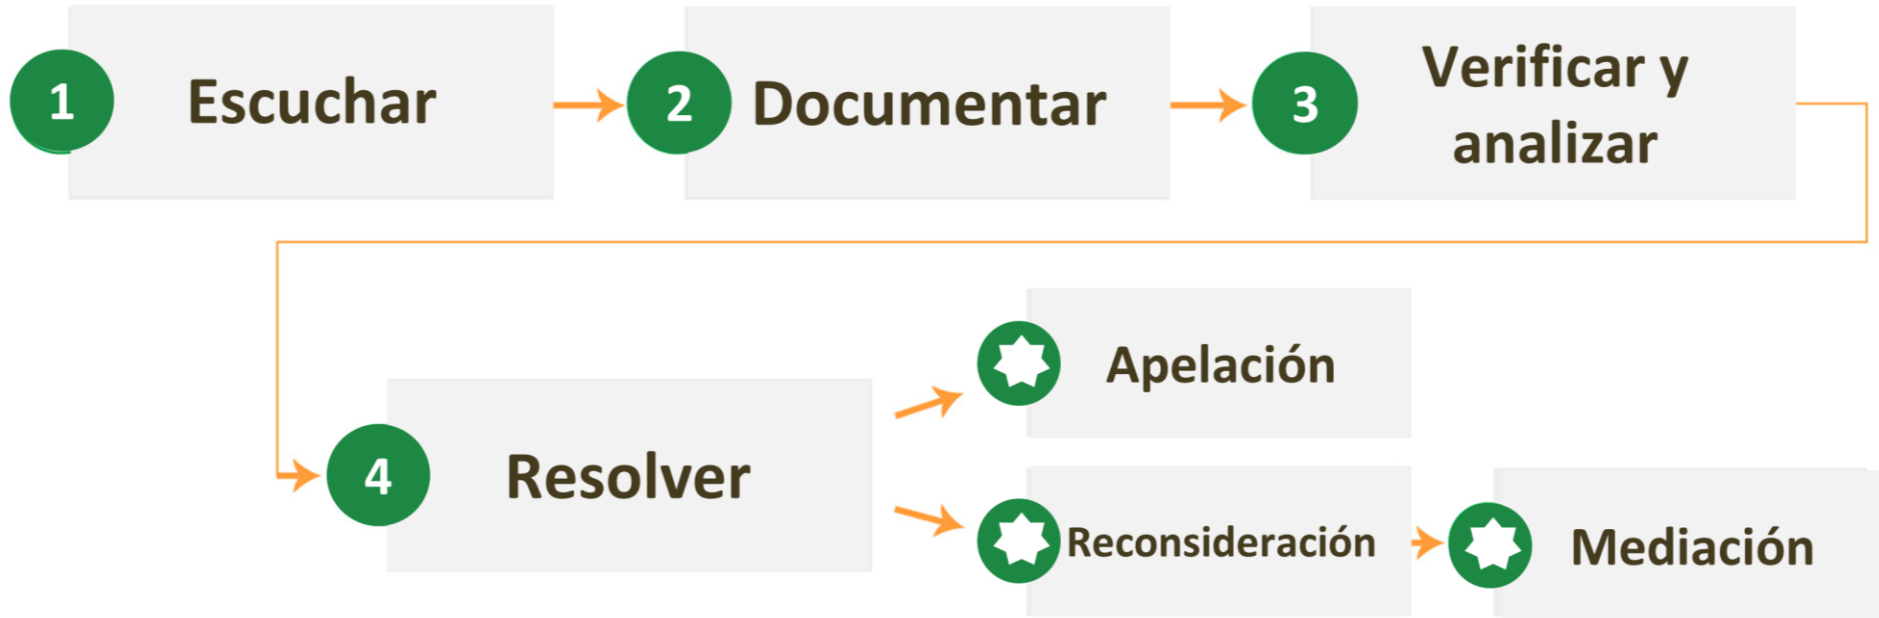 1
Escuchar
2
Documentar
3
Verificar y
analizar
4
Resolver
Apelación
Reconsideración
Mediación